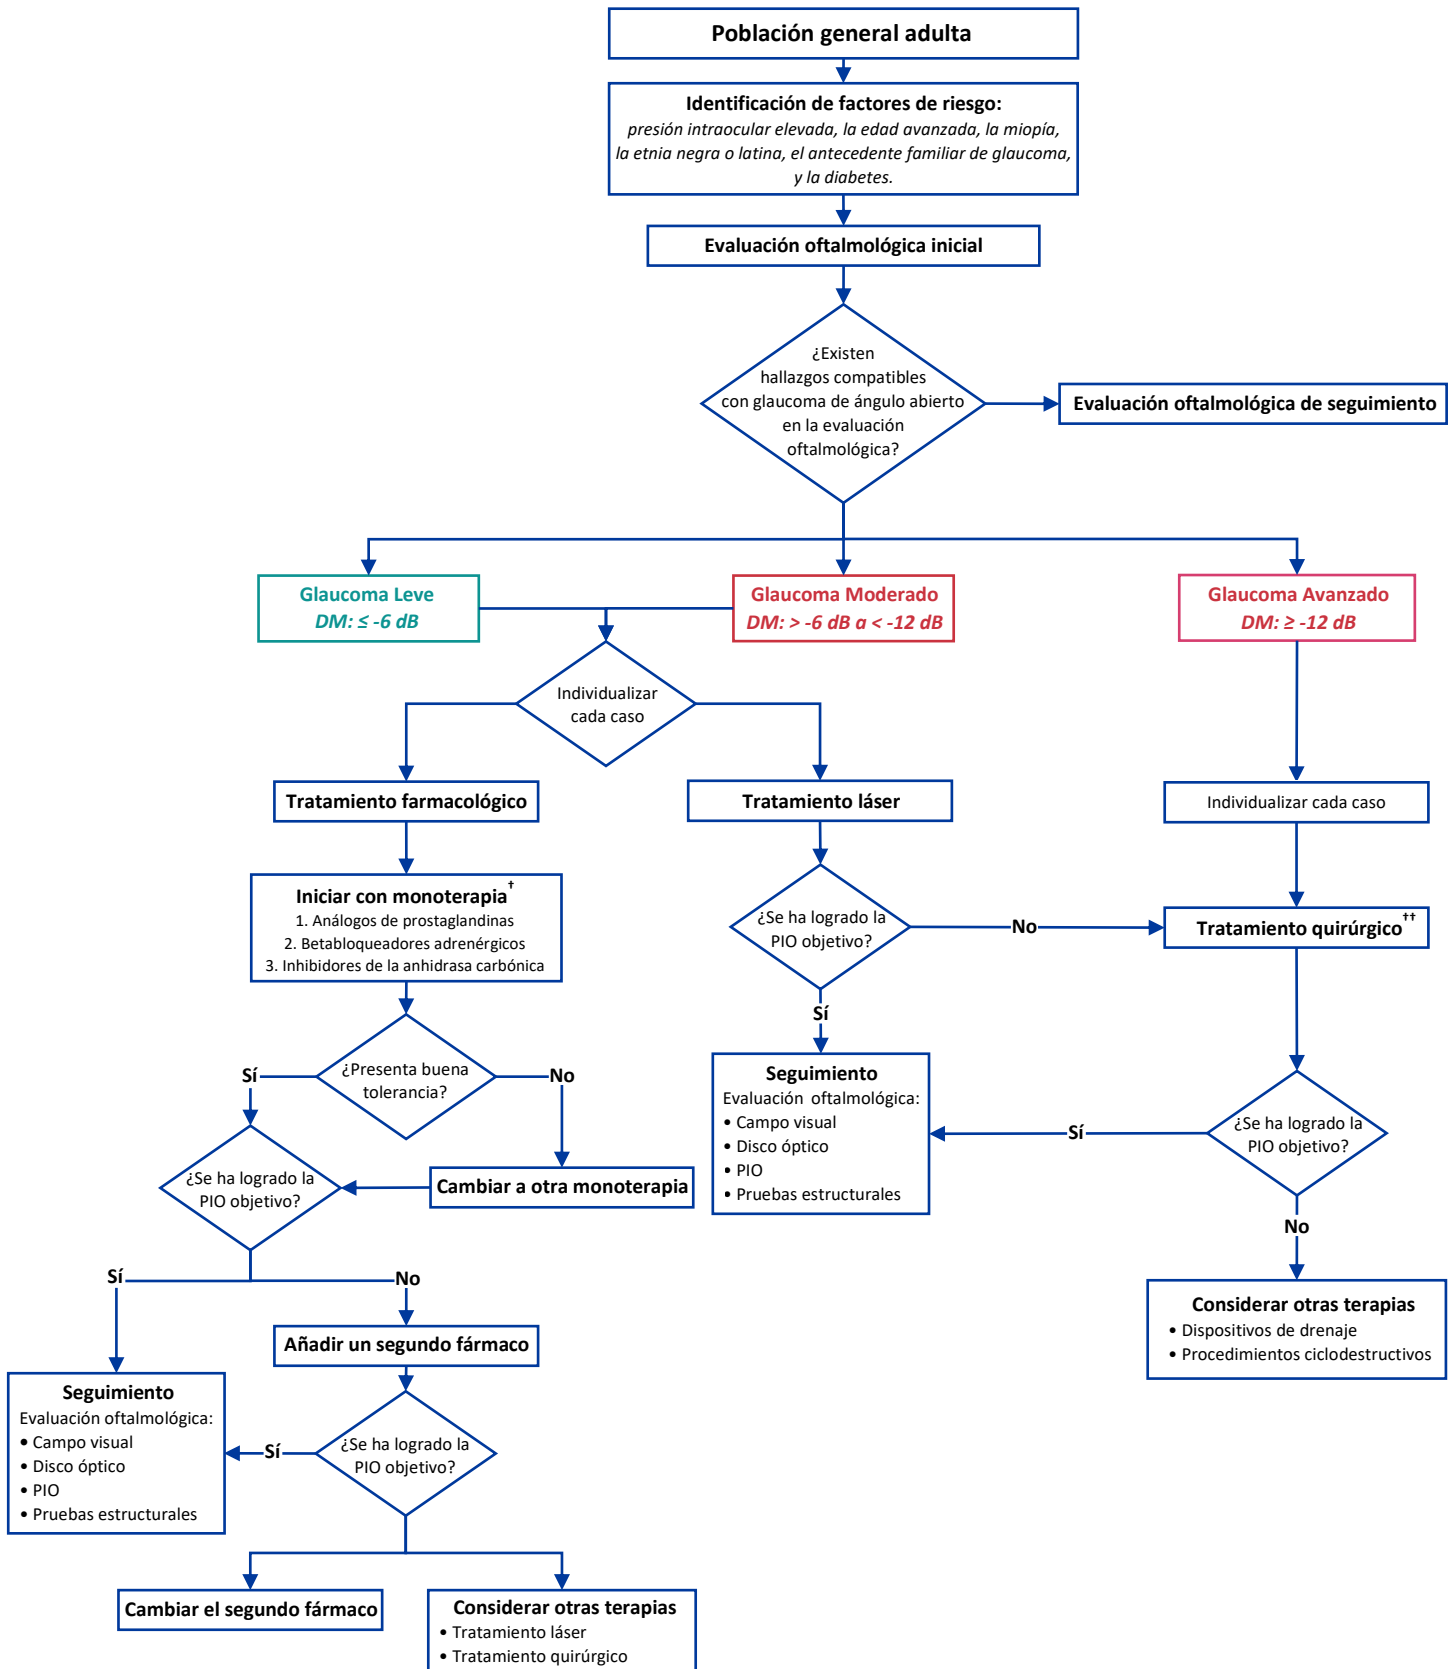 Población general adulta
Identificación de factores de riesgo:
presión intraocular elevada, la edad avanzada, la miopía,
la etnia negra o latina, el antecedente familiar de glaucoma,
y la diabetes.
Evaluación oftalmológica inicial
¿Existen
hallazgos compatibles
con glaucoma de ángulo abierto
en la evaluación
oftalmológica?
Evaluación oftalmológica de seguimiento
Glaucoma Leve
DM: ≤ -6 dB
Glaucoma Moderado
DM: > -6 dB a < -12 dB
Glaucoma Avanzado
DM: ≥ -12 dB
Individualizar
cada caso
Tratamiento farmacológico
Tratamiento láser
Individualizar cada caso
Iniciar con monoterapia†
1. Análogos de prostaglandinas
2. Betabloqueadores adrenérgicos
3. Inhibidores de la anhidrasa carbónica
¿Se ha logrado la
PIO objetivo?
No
Tratamiento quirúrgico††
Sí
¿Presenta buena
tolerancia?
Sí
No
Seguimiento
Evaluación oftalmológica:
• Campo visual
• Disco óptico
• PIO
• Pruebas estructurales
Sí
¿Se ha logrado la
PIO objetivo?
¿Se ha logrado la
PIO objetivo?
Cambiar a otra monoterapia
No
Sí
No
Considerar otras terapias
• Dispositivos de drenaje
• Procedimientos ciclodestructivos
Añadir un segundo fármaco
Seguimiento
Evaluación oftalmológica:
• Campo visual
• Disco óptico
• PIO
• Pruebas estructurales
Sí
¿Se ha logrado la
PIO objetivo?
Cambiar el segundo fármaco
Considerar otras terapias
• Tratamiento láser
• Tratamiento quirúrgico